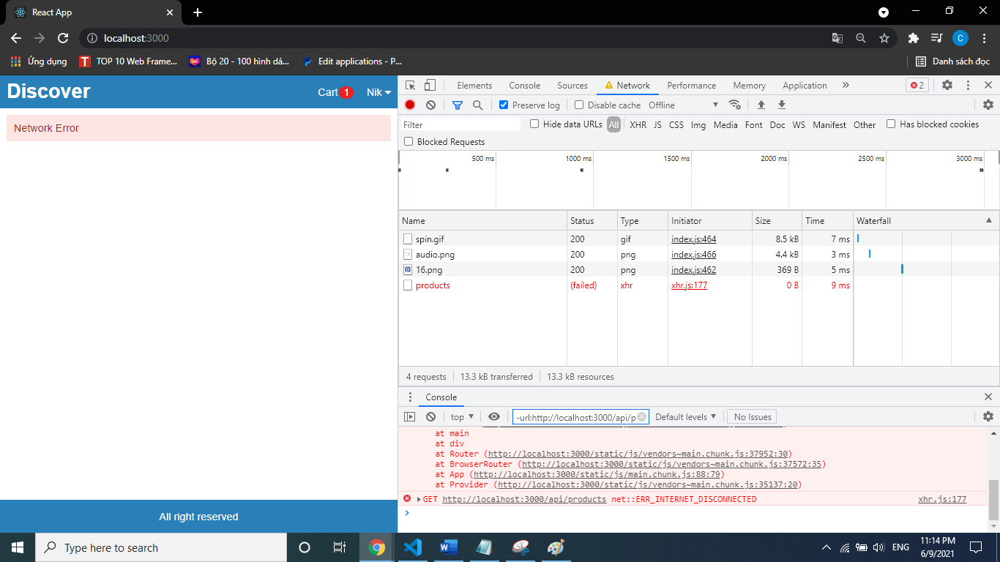 React App
localhost:3000
C
Ứng dụng
TOP 10 Web Frame...
Bộ 20 - 100 hình dá...
Edit applications - P...
Danh sách đọc
Discover
Cart 1
Nik
Network Error
All right reserved
Elements Console Sources Network Performance Memory Application » 2
Preserve log Disable cache Offline
Filter Hide data URLs All XHR JS CSS Img Media Font Doc WS Manifest Other Has blocked cookies
Blocked Requests
500 ms 1000 ms 1500 ms 2000 ms 2500 ms 3000 ms
Name Status Type Initiator Size Time Waterfall
spin.gif 200 gif index.js:464 8.5 kB 7 ms
audio.png 200 png index.js:466 4.4 kB 3 ms
16.png 200 png index.js:462 369 B 5 ms
products (failed) xhr xhr.js:177 0 B 9 ms
4 requests 13.3 kB transferred 13.3 kB resources
Console
top -url:http://localhost:3000/api/p Default levels No Issues
at main
at div
at Router (http://localhost:3000/static/js/vendors~main.chunk.js:37952:30)
at BrowserRouter (http://localhost:3000/static/js/vendors~main.chunk.js:37572:35)
at App (http://localhost:3000/static/js/main.chunk.js:88:79)
at Provider (http://localhost:3000/static/js/vendors~main.chunk.js:35137:20)
GET http://localhost:3000/api/products net::ERR_INTERNET_DISCONNECTED xhr.js:177
Type here to search
ENG
11:14 PM
6/9/2021